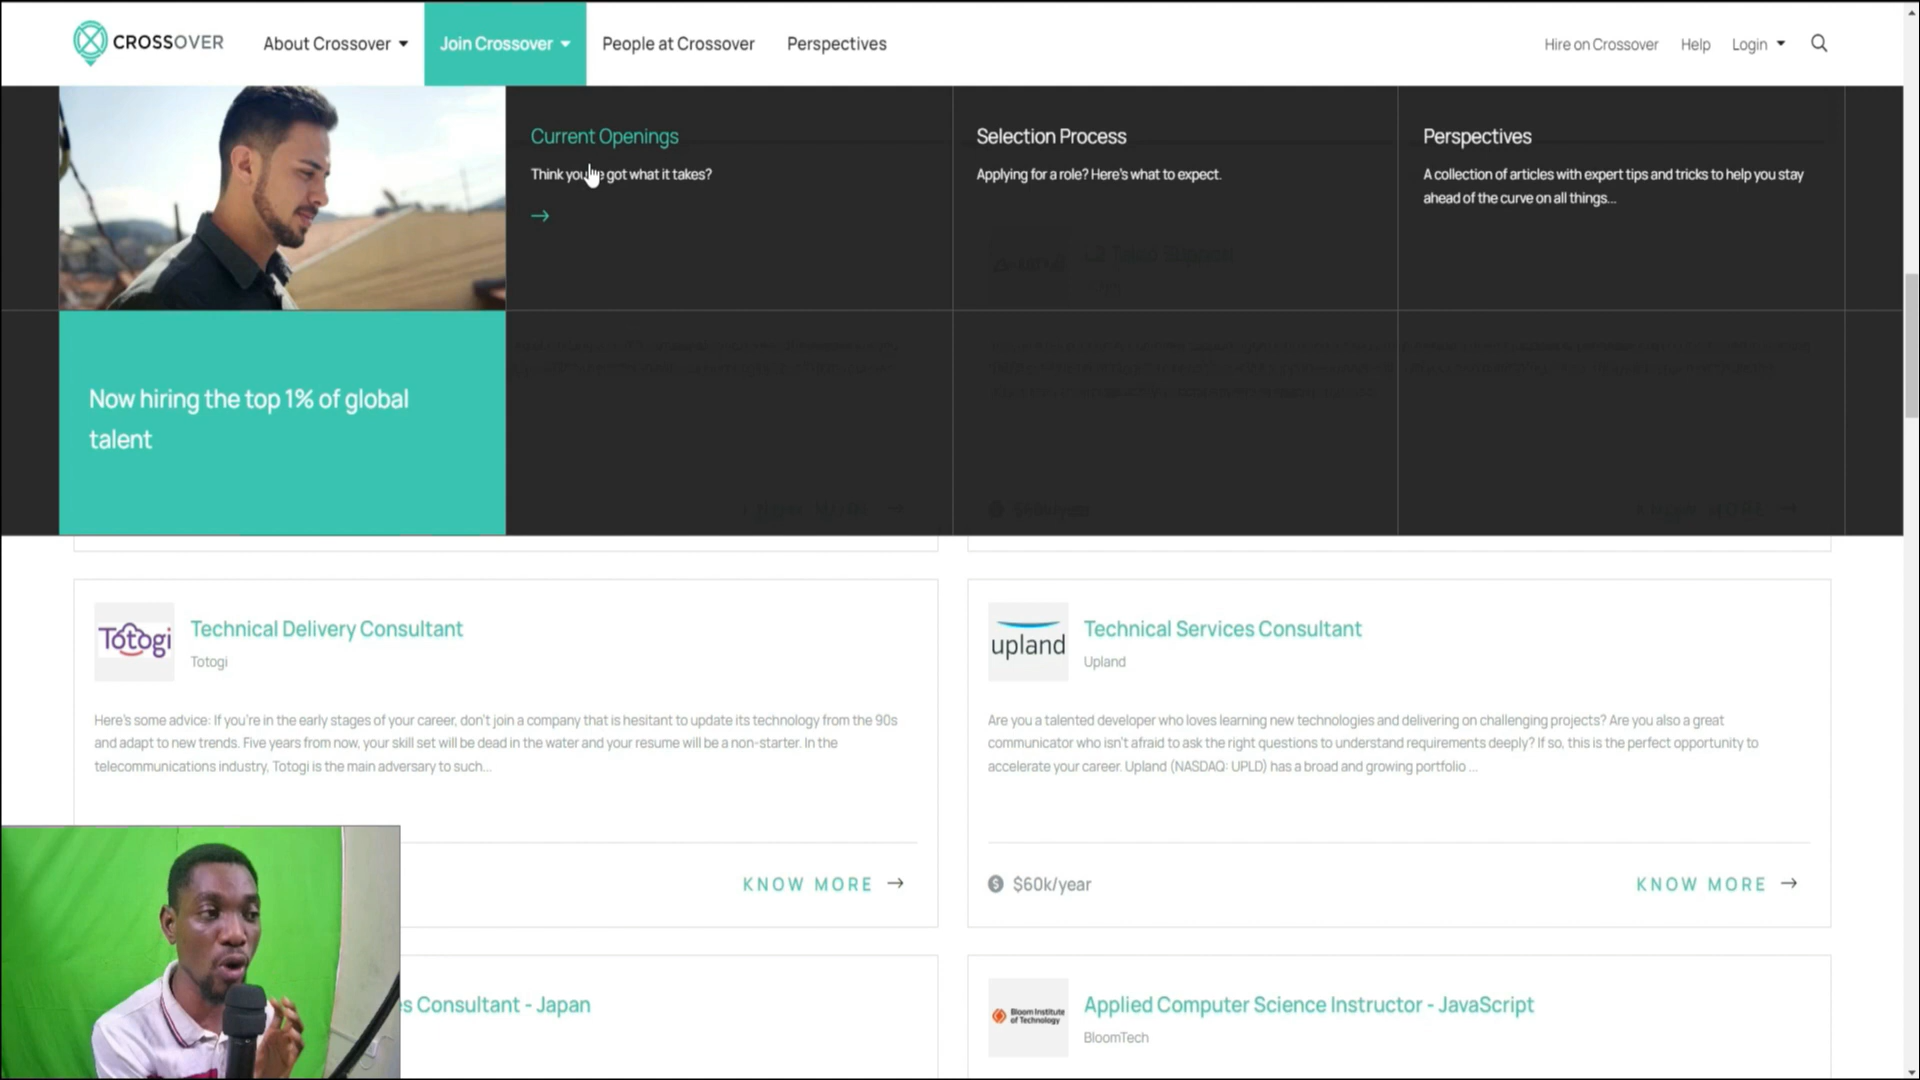 CROSSOVER
About Crossover
Join Crossover
People at Crossover
Perspectives
Hire on Crossover
Help
Login
Current Openings
Think you've got what it takes?
Selection Process
Applying for a role? Here's what to expect.
Perspectives
A collection of articles with expert tips and tricks to help you stay
ahead of the curve on all things...
Now hiring the top 1% of global
talent
Totogi
Technical Delivery Consultant
Totogi
Here's some advice: If you're in the early stages of your career, don't join a company that is hesitant to update its technology from the 90s
and adapt to new trends. Five years from now, your skill set will be dead in the water and your resume will be a non-starter. In the
telecommunications industry, Totogi is the main adversary to such...
KNOW MORE
upland
Technical Services Consultant
Upland
Are you a talented developer who loves learning new technologies and delivering on challenging projects? Are you also a great
communicator who isn't afraid to ask the right questions to understand requirements deeply? If so, this is the perfect opportunity to
accelerate your career. Upland (NASDAQ: UPLD) has a broad and growing portfolio ...
$60k/year
KNOW MORE
Consultant - Japan
Bloom Institute
of Technology
Applied Computer Science Instructor - JavaScript
BloomTech